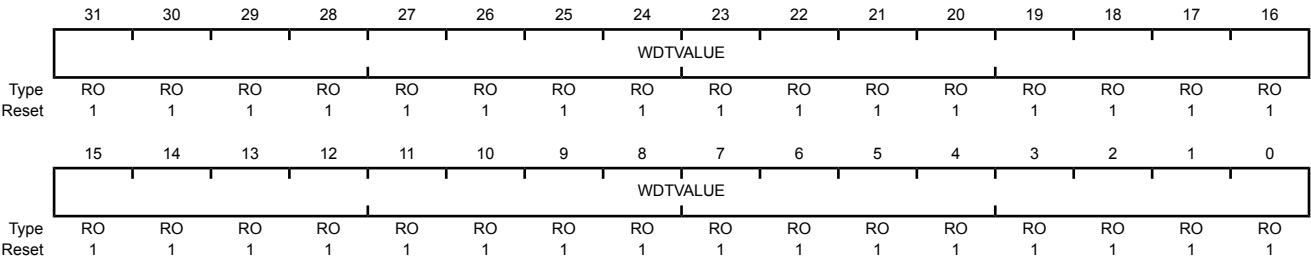 31 30 29 28 27 26 25 24 23 22 21 20 19 18 17 16
WDTVALUE
Type RO RO RO RO RO RO RO RO RO RO RO RO RO RO RO RO
Reset 1 1 1 1 1 1 1 1 1 1 1 1 1 1 1 1
15 14 13 12 11 10 9 8 7 6 5 4 3 2 1 0
WDTVALUE
Type RO RO RO RO RO RO RO RO RO RO RO RO RO RO RO RO
Reset 1 1 1 1 1 1 1 1 1 1 1 1 1 1 1 1